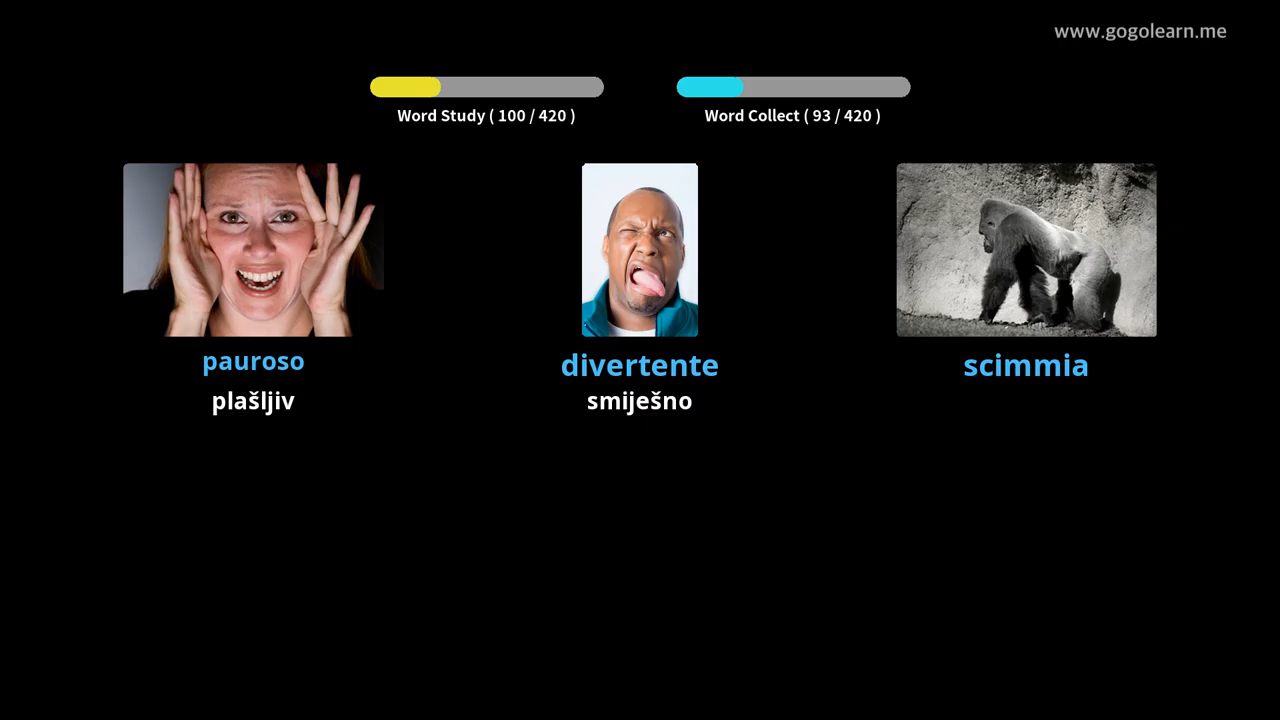 www.gogolearn.me
Word Study ( 100 / 420 )
Word Collect ( 93 / 420 )
pauroso
plašljiv
divertente
smiješno
scimmia